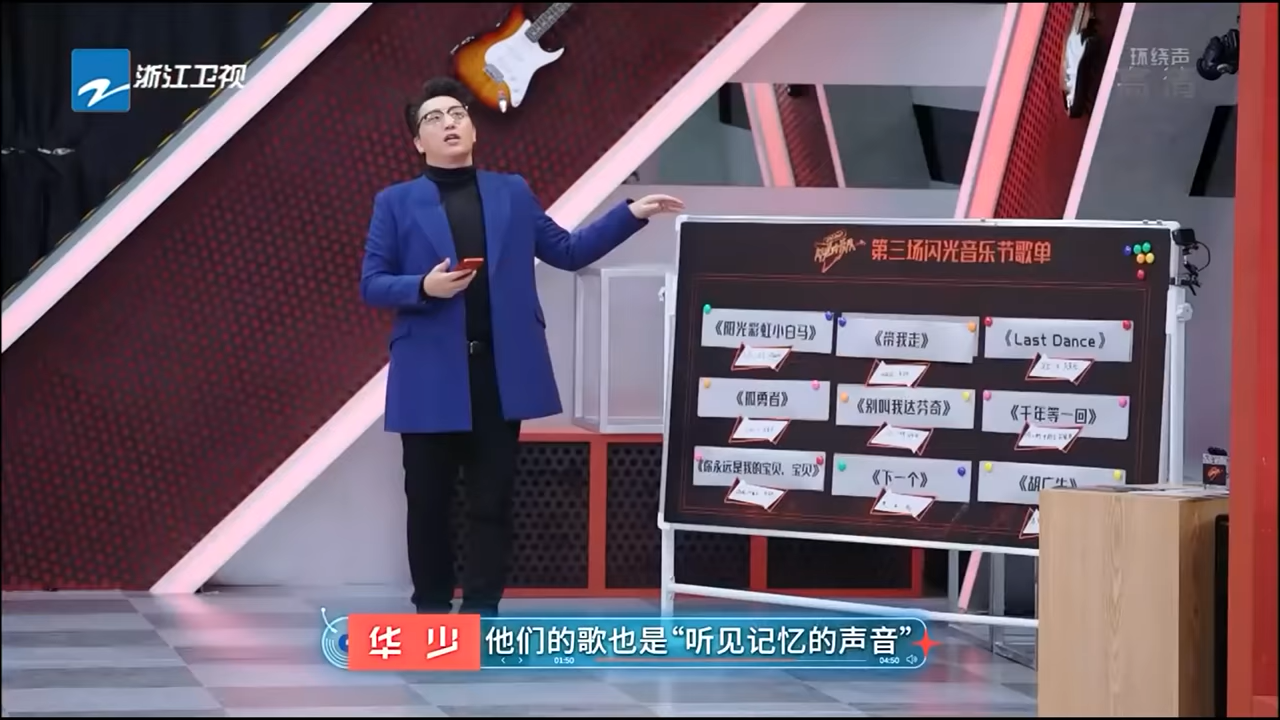 浙江卫视
环绕声
高清
第三场闪光音乐节歌单
《阳光彩虹小白马》
《带我走》
《Last Dance》
《孤勇者》
《别叫我达芬奇》
《千年等一回》
《你永远是我的宝贝，宝贝》
《下一个》
《胡广生》
华少
他们的歌也是“听见记忆的声音”
01:50
04:50